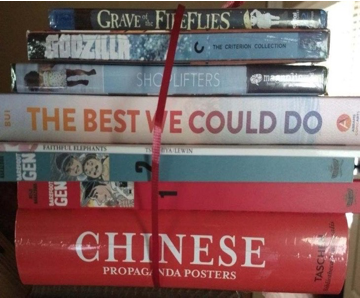 GRAVE of the FIREFLIES
GODZILLA
THE CRITERION COLLECTION
SHOPLIFTERS
BUI
THE BEST WE COULD DO
FAITHFUL ELEPHANTS
2
GEN
1
GEN
CHINESE
PROPAGANDA POSTERS
TASCHEN